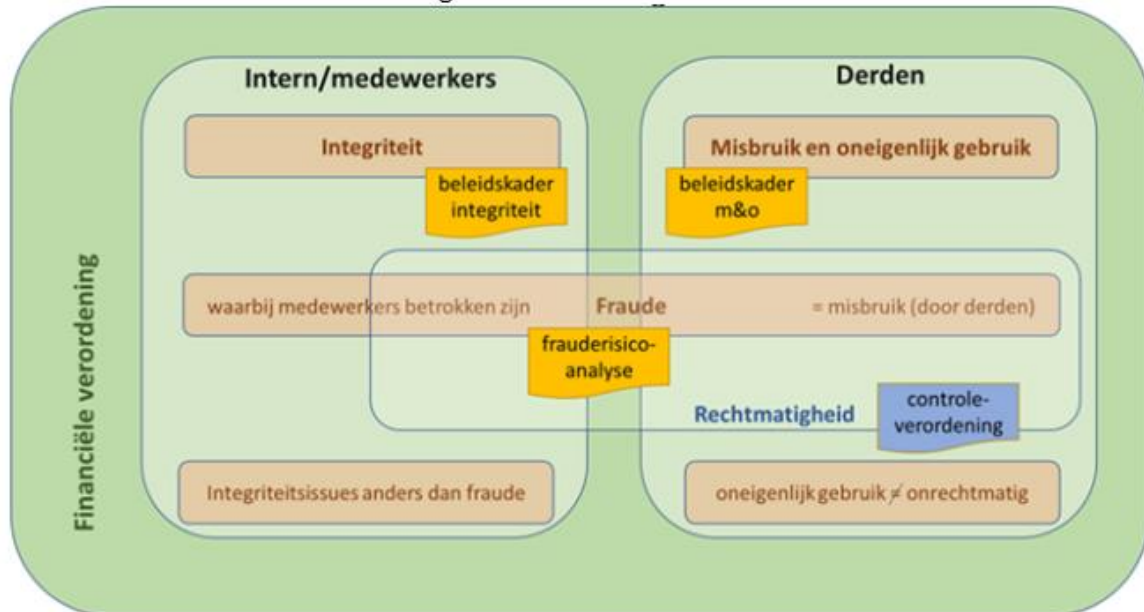 Financiële verordening
Intern/medewerkers
Integriteit
beleidskader
integriteit
Derden
Misbruik en oneigenlijk gebruik
beleidskader
m&o
waarbij medewerkers betrokken zijn
Fraude
= misbruik (door derden)
frauderisico-
analyse
Rechtmatigheid
controle-
verordening
Integriteitsissues anders dan fraude
oneigenlijk gebruik ≠ onrechtmatig